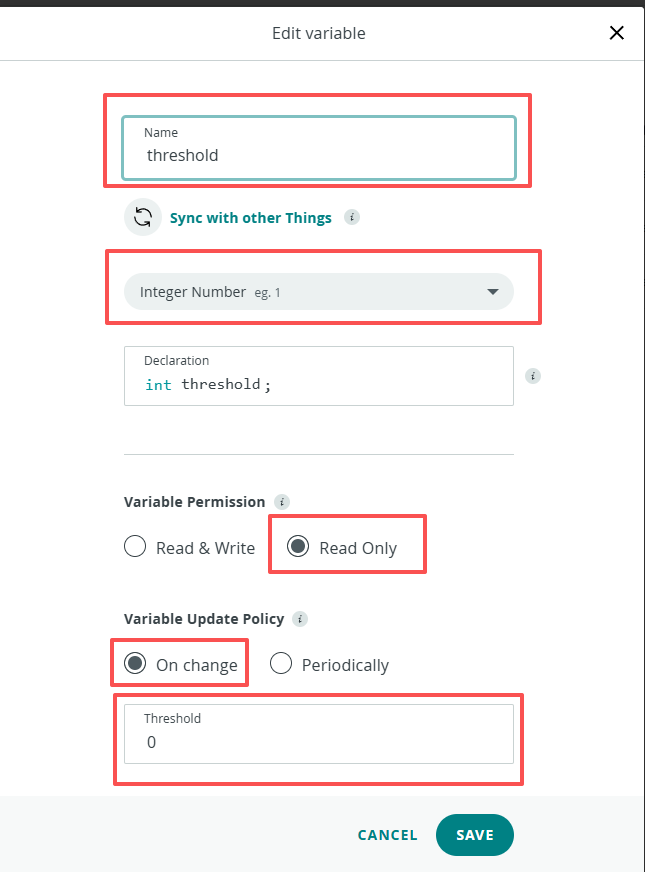 Edit variable
Name
threshold
Sync with other Things i
Integer Number eg. 1
Declaration
int threshold;
i
Variable Permission i
Read & Write Read Only
Variable Update Policy i
On change Periodically
Threshold
0
CANCEL SAVE